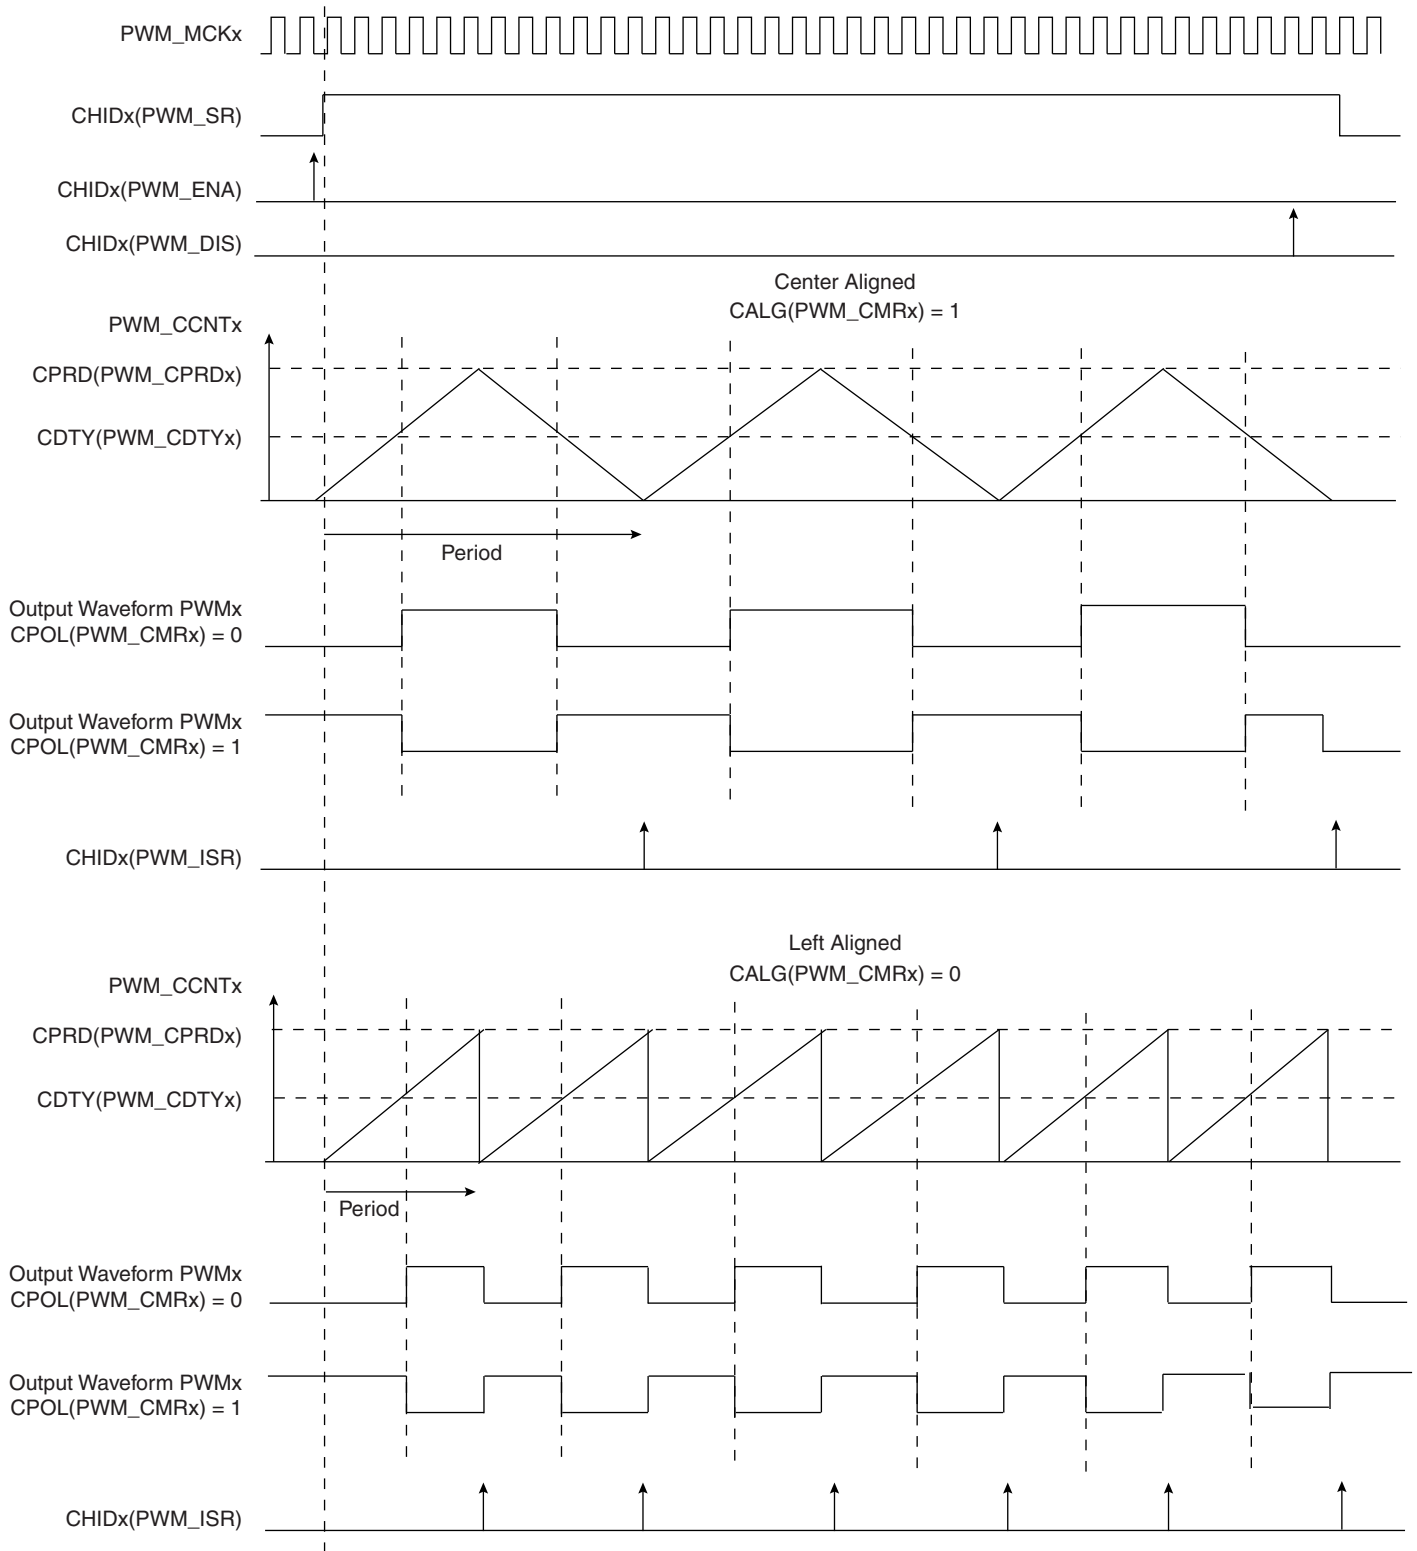 PWM_MCKx
CHIDx(PWM_SR)
CHIDx(PWM_ENA)
CHIDx(PWM_DIS)
Center Aligned
CALG(PWM_CMRx) = 1
PWM_CCNTx
CPRD(PWM_CPRDx)
CDTY(PWM_CDTYx)
Period
Output Waveform PWMx
CPOL(PWM_CMRx) = 0
Output Waveform PWMx
CPOL(PWM_CMRx) = 1
CHIDx(PWM_ISR)
Left Aligned
CALG(PWM_CMRx) = 0
PWM_CCNTx
CPRD(PWM_CPRDx)
CDTY(PWM_CDTYx)
Period
Output Waveform PWMx
CPOL(PWM_CMRx) = 0
Output Waveform PWMx
CPOL(PWM_CMRx) = 1
CHIDx(PWM_ISR)